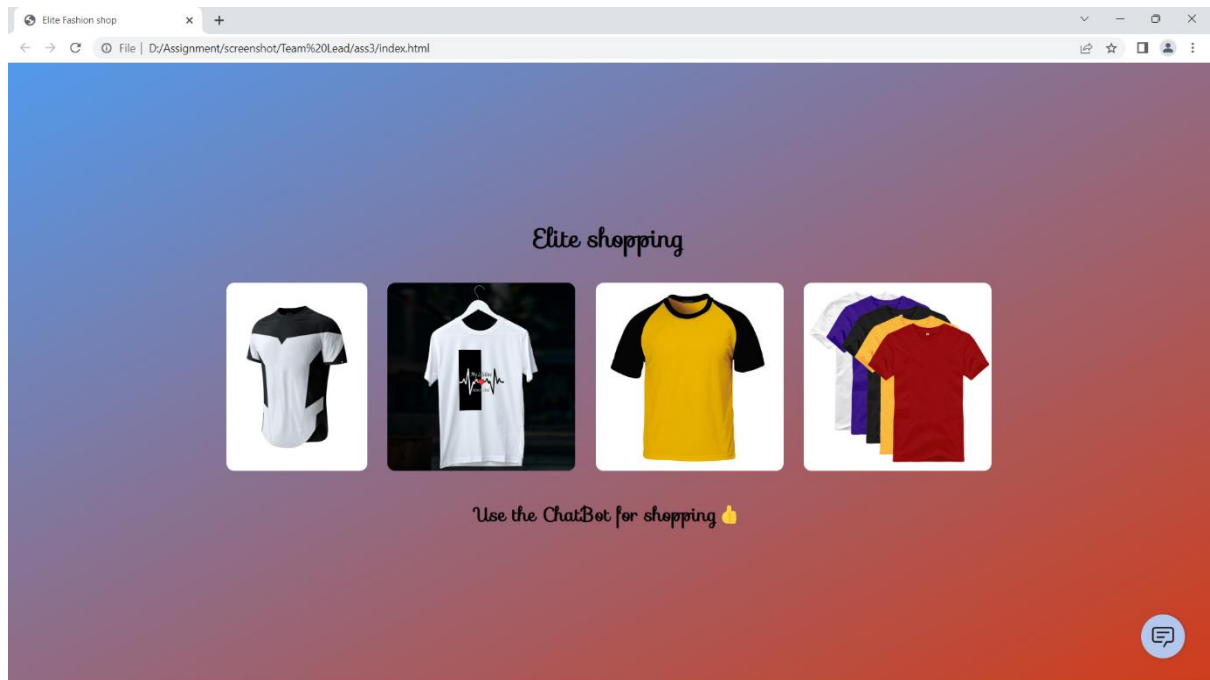 Elite Fashion shop
File | D:/Assignment/screenshot/Team%20Lead/ass3/index.html
Elite shopping
Use the ChatBot for shopping 👍